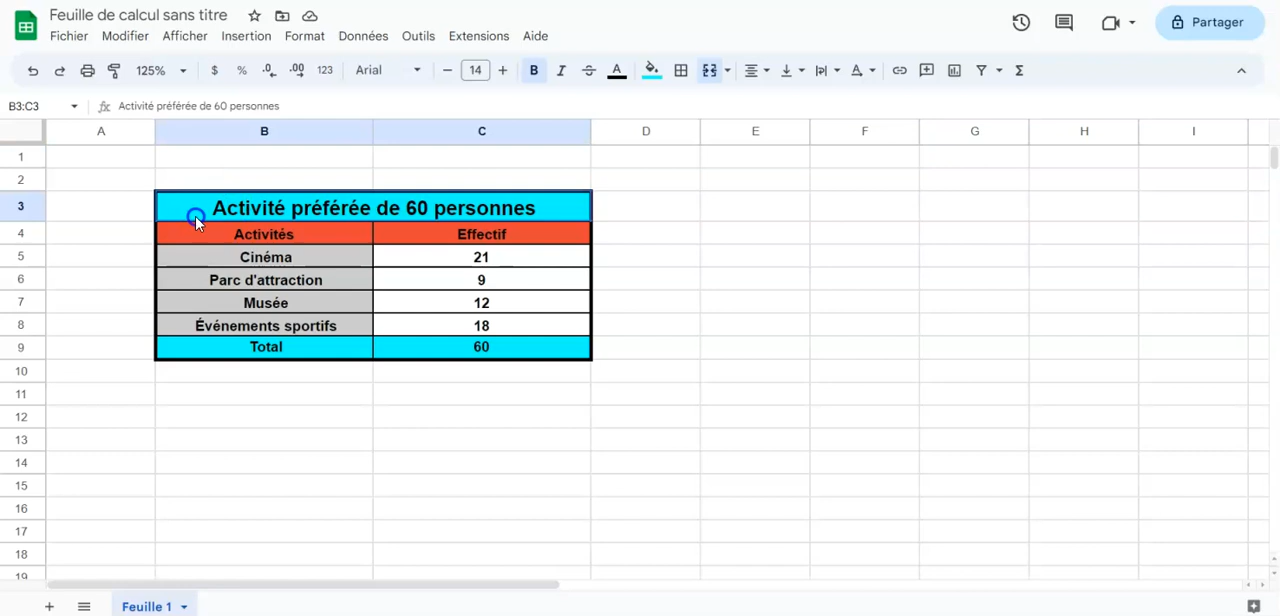 Feuille de calcul sans titre
Fichier Modifier Afficher Insertion Format Données Outils Extensions Aide
Partager
125% $ % .0 .00 123 Arial 14 B I S A
B3:C3 fx Activité préférée de 60 personnes
A B C D E F G H I
1
2
3 Activité préférée de 60 personnes
4 Activités Effectif
5 Cinéma 21
6 Parc d'attraction 9
7 Musée 12
8 Événements sportifs 18
9 Total 60
10
11
12
13
14
15
16
17
18
19
Feuille 1